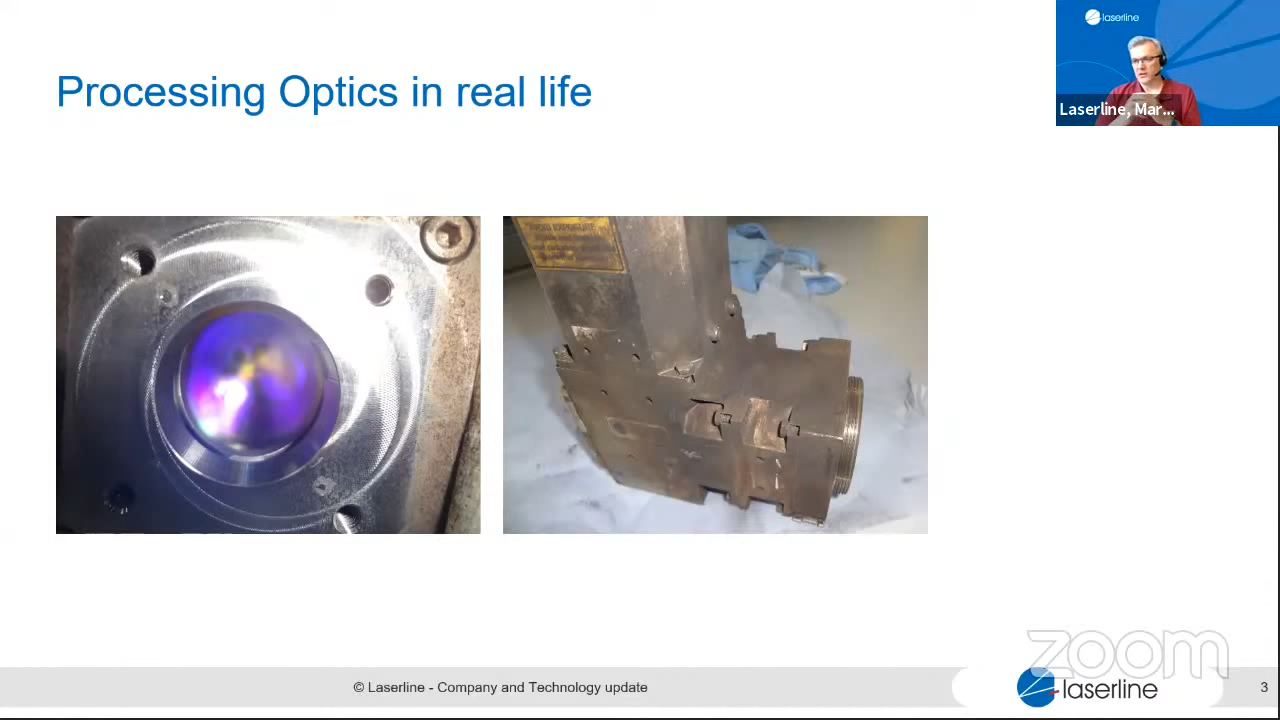 laserline
Laserline, Mar...
Processing Optics in real life
© Laserline - Company and Technology update
zoom
laserline
3